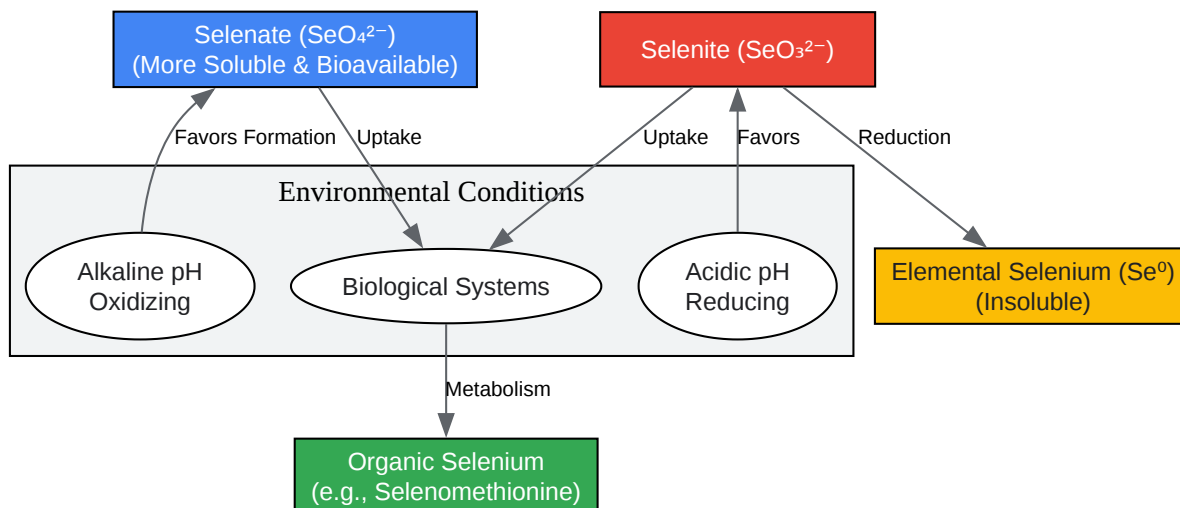 Selenate (SeO₄²⁻)
(More Soluble & Bioavailable)
Selenite (SeO₃²⁻)
Favors Formation
Uptake
Uptake
Favors
Reduction
Environmental Conditions
Alkaline pH
Oxidizing
Biological Systems
Acidic pH
Reducing
Elemental Selenium (Se⁰)
(Insoluble)
Metabolism
Organic Selenium
(e.g., Selenomethionine)